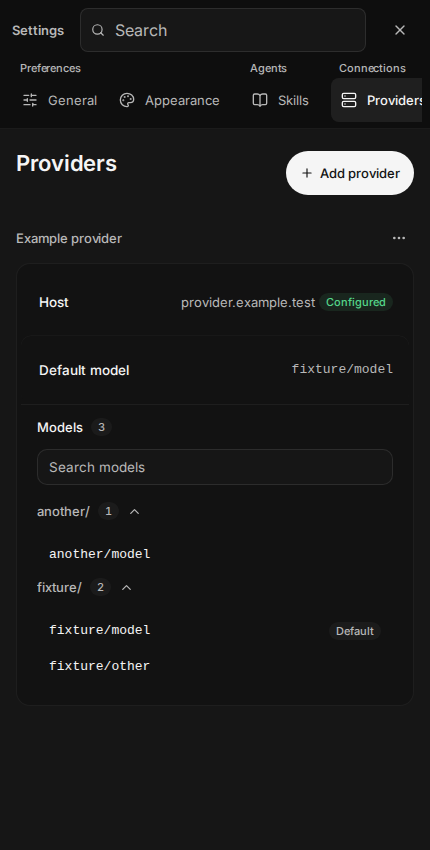 Settings
Search
Preferences
Agents
Connections
General
Appearance
Skills
Providers
Providers
Add provider
Example provider
Host
provider.example.test
Configured
Default model
fixture/model
Models
3
Search models
another/
1
another/model
fixture/
2
fixture/model
Default
fixture/other